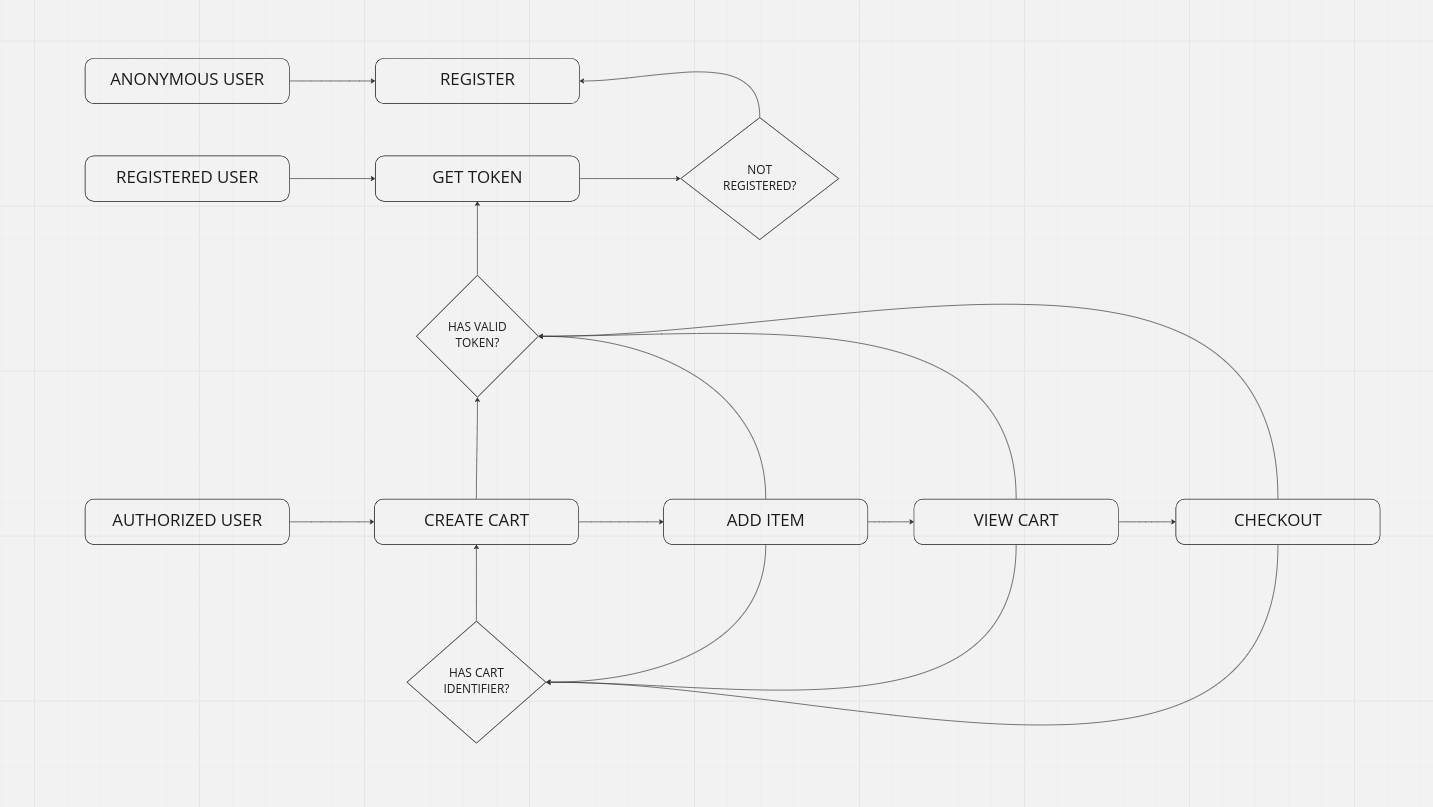 ANONYMOUS USER
REGISTER
REGISTERED USER
GET TOKEN
NOT
REGISTERED?
HAS VALID
TOKEN?
AUTHORIZED USER
CREATE CART
ADD ITEM
VIEW CART
CHECKOUT
HAS CART
IDENTIFIER?